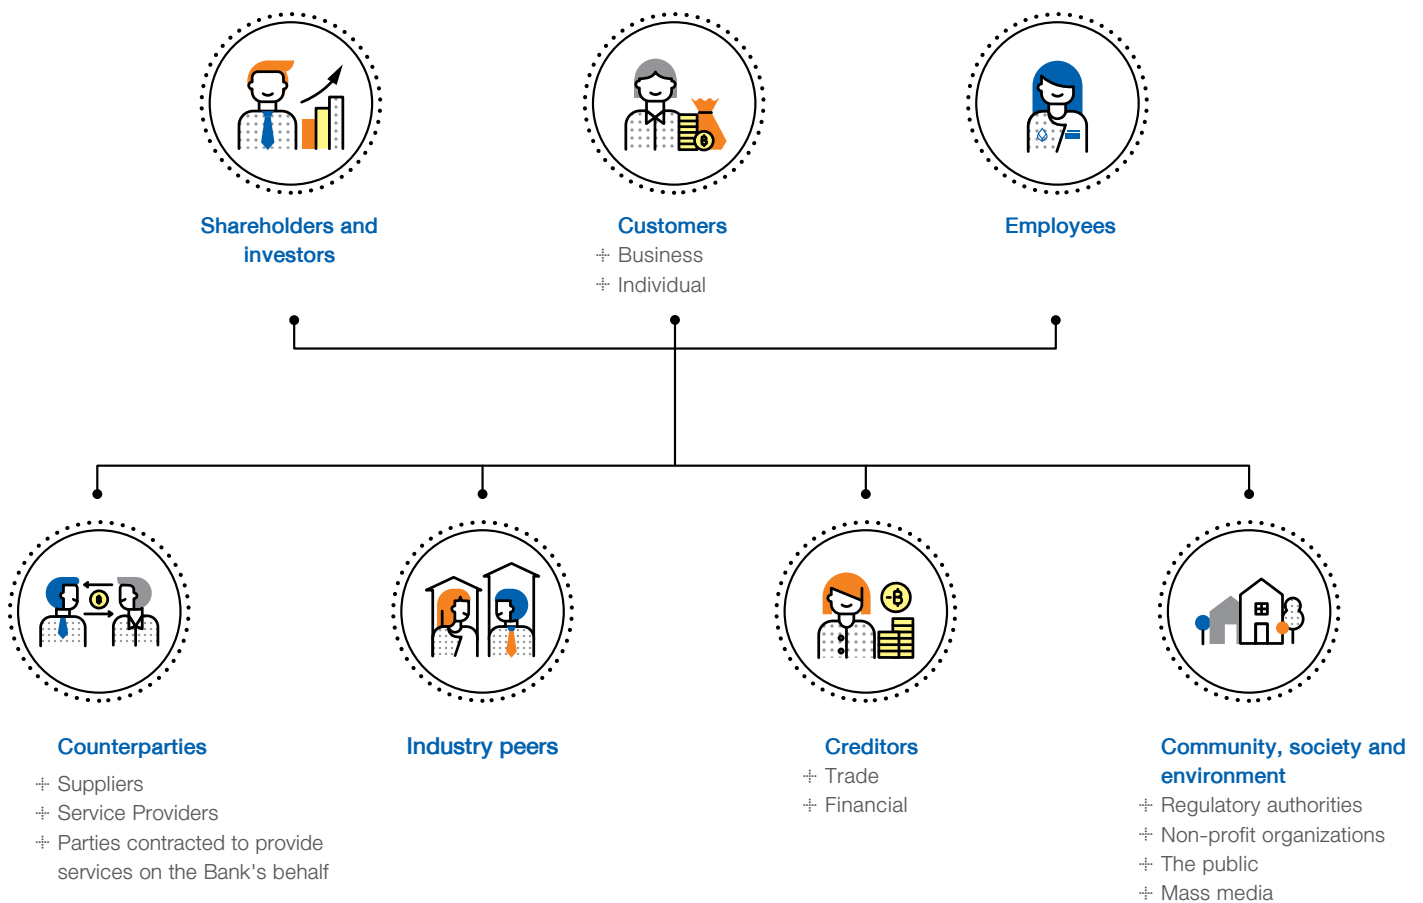 Shareholders and
investors
Customers
Business
Individual
Employees
Counterparties
Suppliers
Service Providers
Parties contracted to provide
services on the Bank's behalf
Industry peers
Creditors
Trade
Financial
Community, society and
environment
Regulatory authorities
Non-profit organizations
The public
Mass media